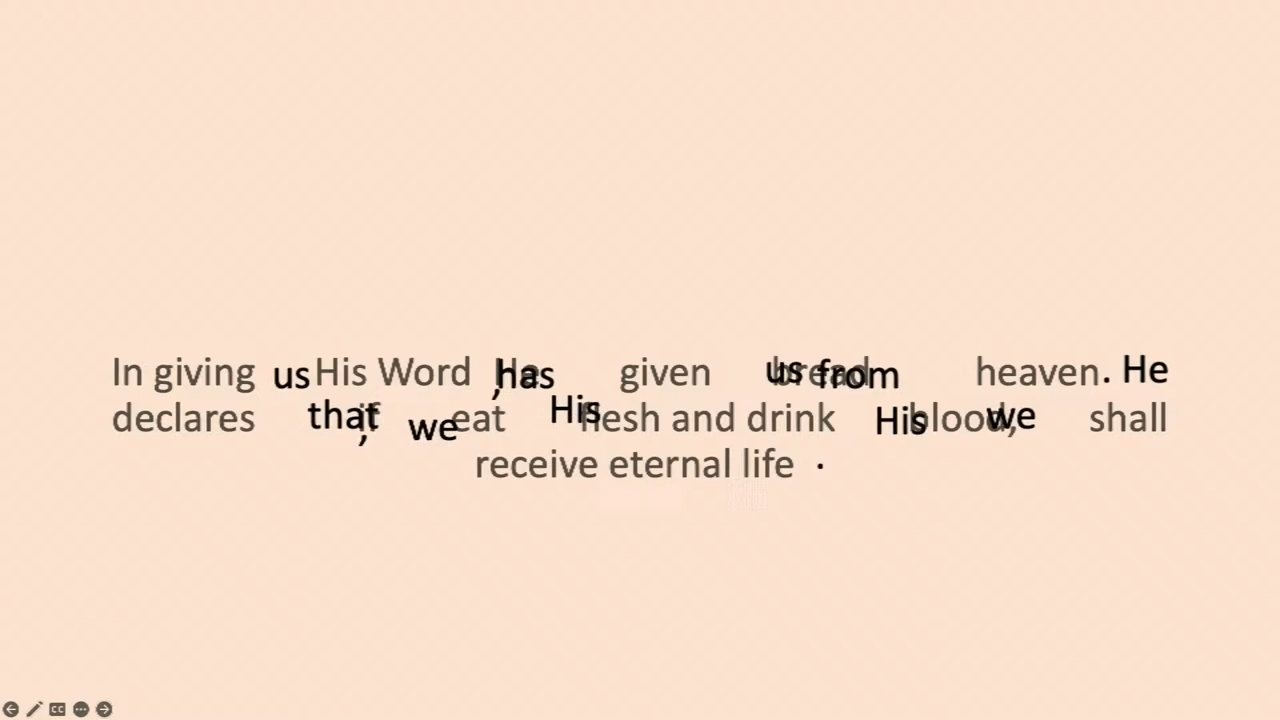 In giving us His Word, He has given us bread from heaven. He
declares that, if we eat His flesh and drink His blood, we shall
receive eternal life.